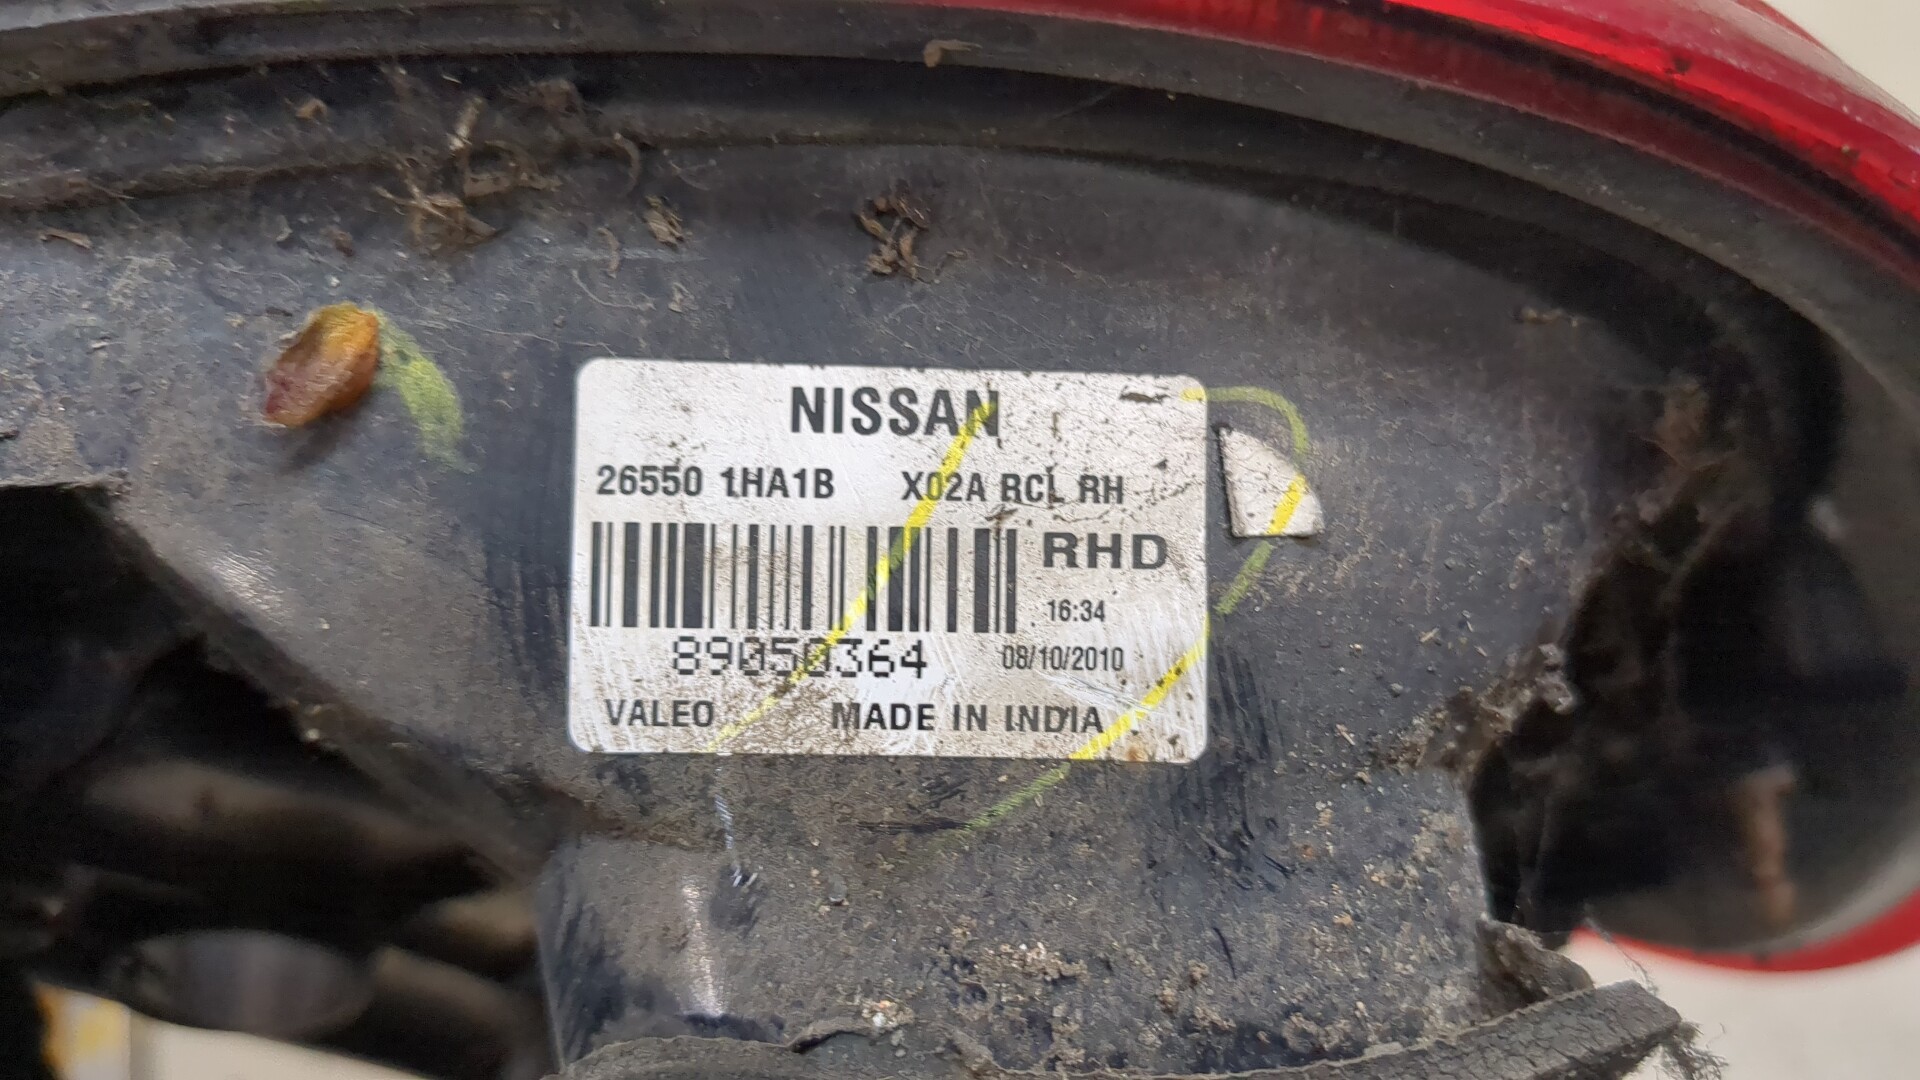 NISSAN
26550 1HA1B X02A RCL RH
RHD
16:34
89050364 08/10/2010
VALEO MADE IN INDIA